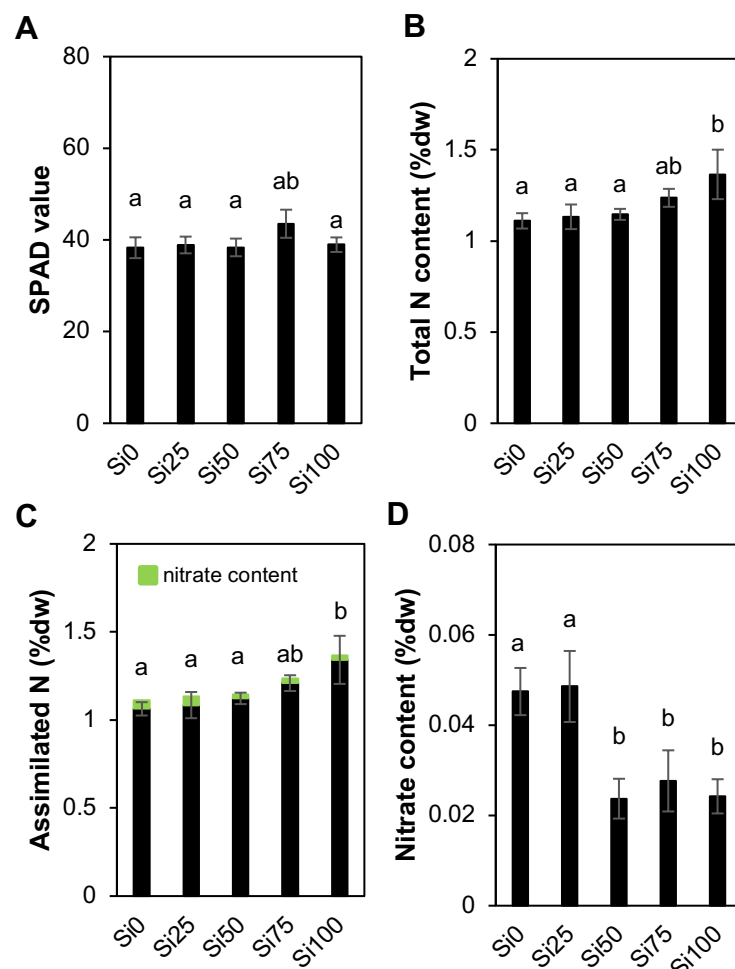 A
SPAD value
80
60
40
20
0
a
a
a
ab
a
Si0
Si25
Si50
Si75
Si100
B
Total N content (%dw)
2
1.5
1
0.5
0
a
a
a
ab
b
Si0
Si25
Si50
Si75
Si100
C
Assimilated N (%dw)
2
1.5
1
0.5
0
nitrate content
a
a
a
ab
b
Si0
Si25
Si50
Si75
Si100
D
Nitrate content (%dw)
0.08
0.06
0.04
0.02
0
a
a
b
b
b
Si0
Si25
Si50
Si75
Si100